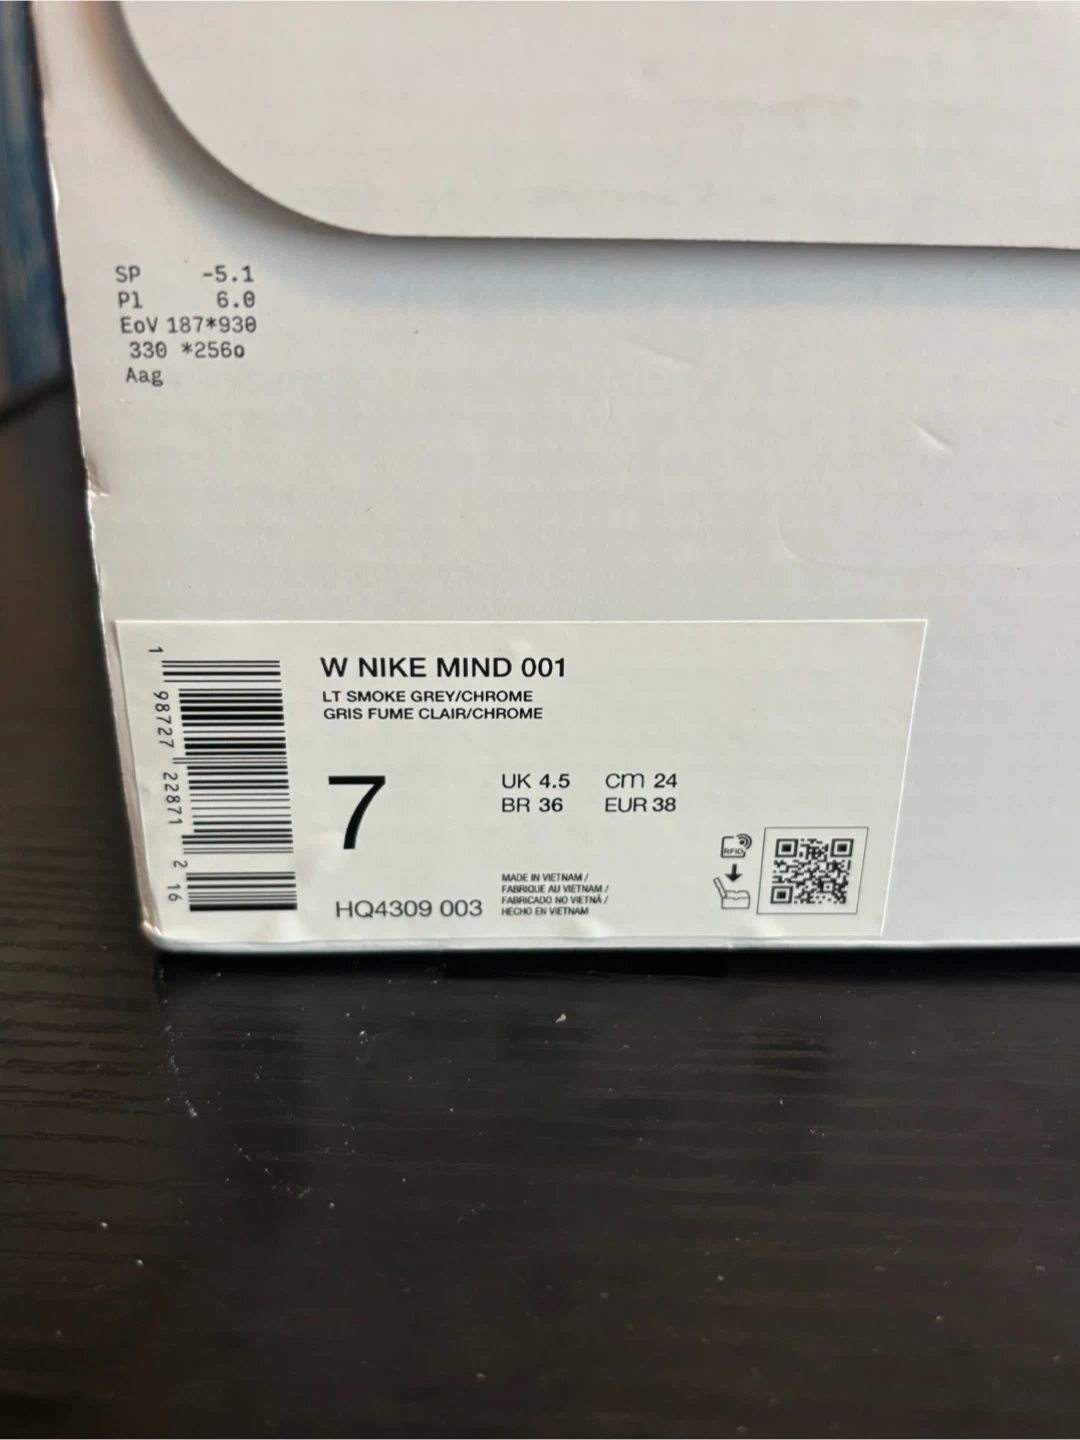 SP -5.1
Pl 6.0
EoV 187*930
330 *256o
Aag
1 98727 22871 2 16
W NIKE MIND 001
LT SMOKE GREY/CHROME
GRIS FUME CLAIR/CHROME
7
UK 4.5 cm 24
BR 36 EUR 38
RFID
MADE IN VIETNAM /
FABRIQUE AU VIETNAM /
FABRICADO NO VIETNÃ /
HECHO EN VIETNAM
HQ4309 003